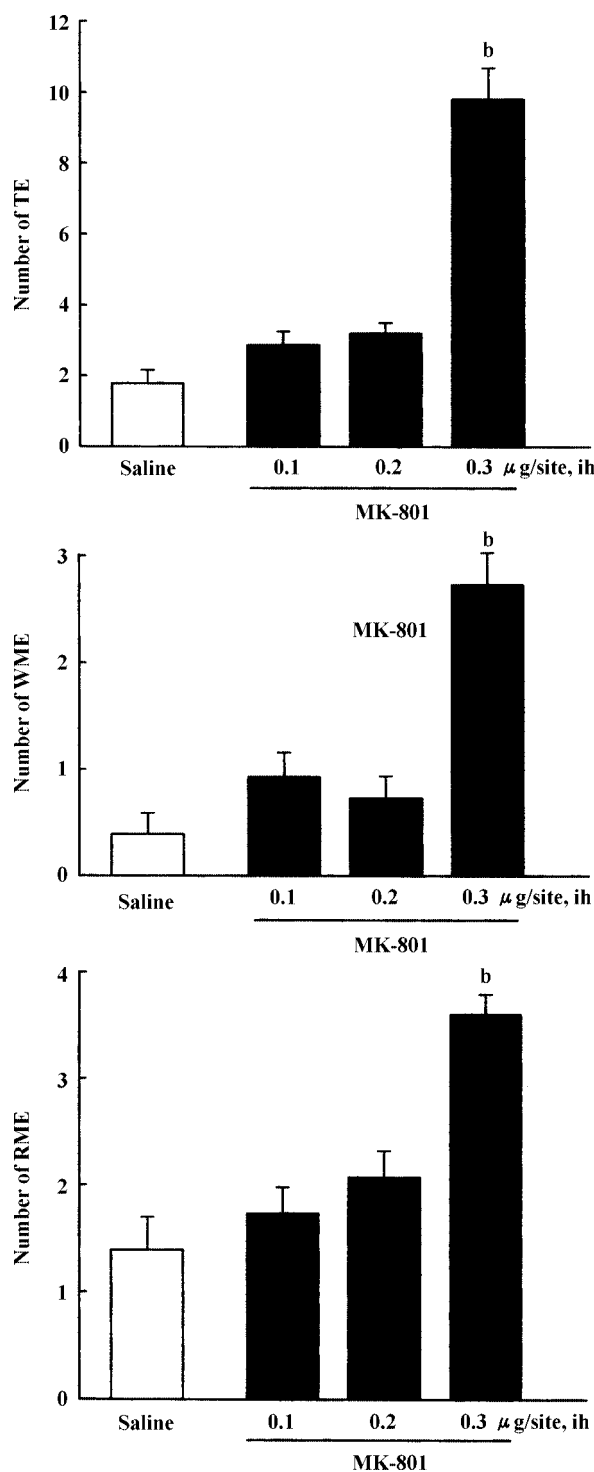 12
b
10
8
6
4
2
0
Number of TE
Saline
0.1
0.2
0.3 μ g/site, ih
MK-801
3
b
MK-801
2
1
0
Number of WME
Saline
0.1
0.2
0.3 μ g/site, ih
MK-801
4
b
3
2
1
0
Number of RME
Saline
0.1
0.2
0.3 μ g/site, ih
MK-801